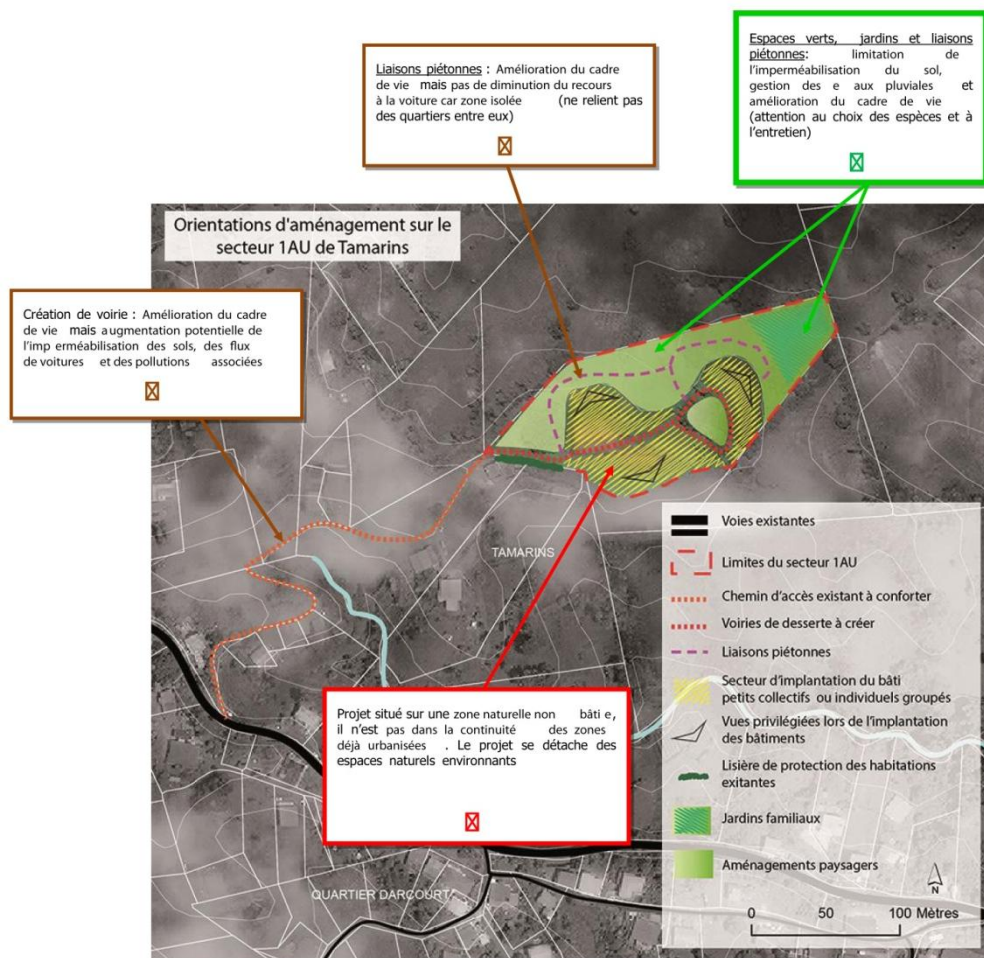 Espaces verts, jardins et liaisons
piétonnes: limitation de
l'imperméabilisation du sol,
gestion des e aux pluviales et
amélioration du cadre de vie
(attention au choix des espèces et à
l'entretien)
Liaisons piétonnes : Amélioration du cadre
de vie mais pas de diminution du recours
à la voiture car zone isolée (ne relient pas
des quartiers entre eux)
Orientations d'aménagement sur le
secteur 1AU de Tamarins
Création de voirie : Amélioration du cadre
de vie mais augmentation potentielle de
l'imp erméabilisation des sols, des flux
de voitures et des pollutions associées
TAMARINS
Projet situé sur une zone naturelle non bâti e,
il n'est pas dans la continuité des zones
déjà urbanisées . Le projet se détache des
espaces naturels environnants
QUARTIER DARCOURT
Voies existantes
Limites du secteur 1AU
Chemin d'accès existant à conforter
Voiries de desserte à créer
Liaisons piétonnes
Secteur d'implantation du bâti
petits collectifs ou individuels groupés
Vues privilégiées lors de l'implantation
des bâtiments
Lisière de protection des habitations
exitantes
Jardins familiaux
Aménagements paysagers
N
0 50 100 Mètres